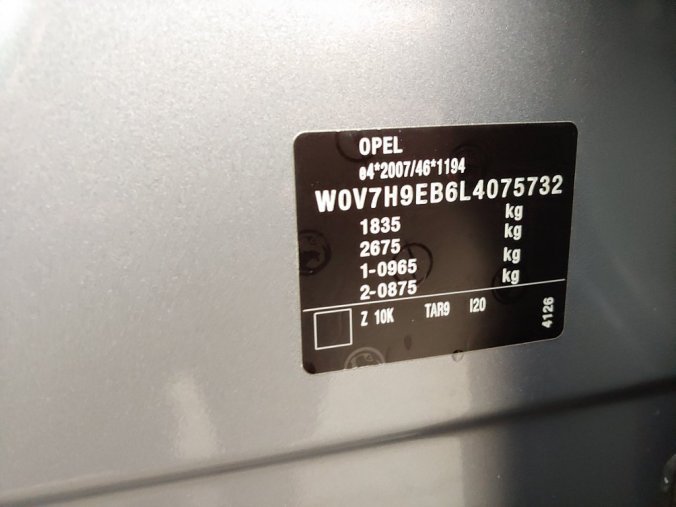 OPEL
e4*2007/46*1194
W0V7H9EB6L4075732
1835 kg
2675 kg
1-0965 kg
2-0875 kg
Z 10K TAR9 I20
4126